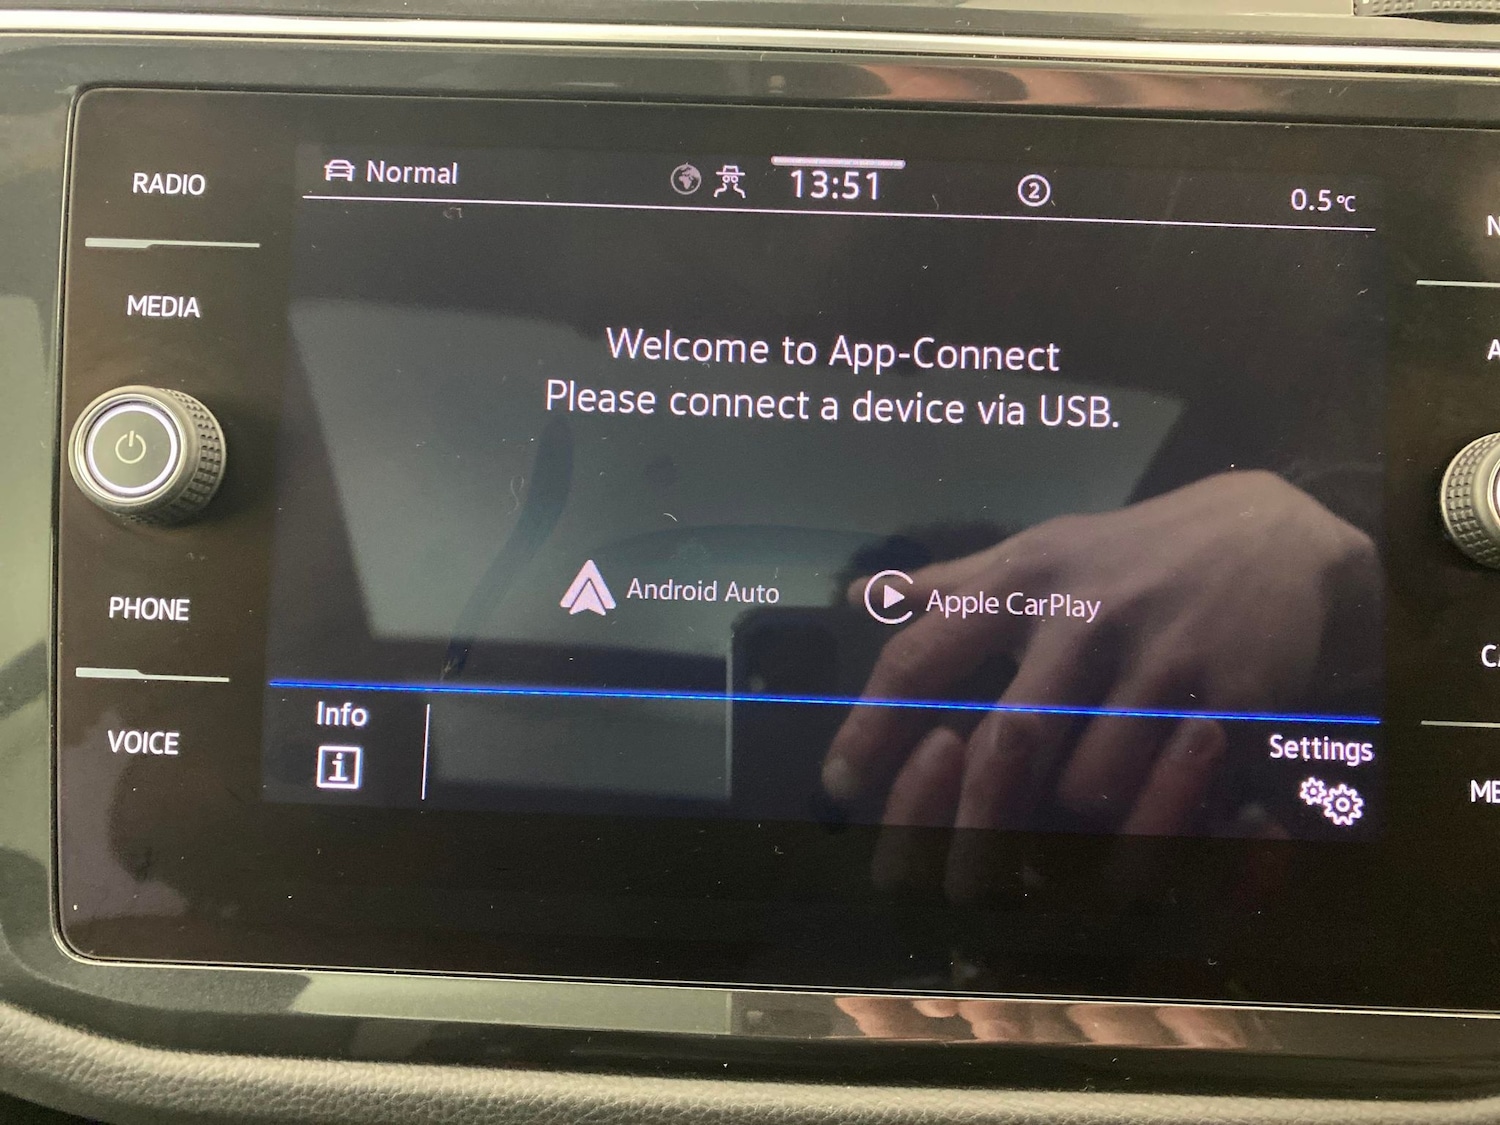 RADIO
MEDIA
PHONE
VOICE
Normal
13:51
2
0.5°C
Welcome to App-Connect
Please connect a device via USB.
Android Auto
Apple CarPlay
Info
i
Settings